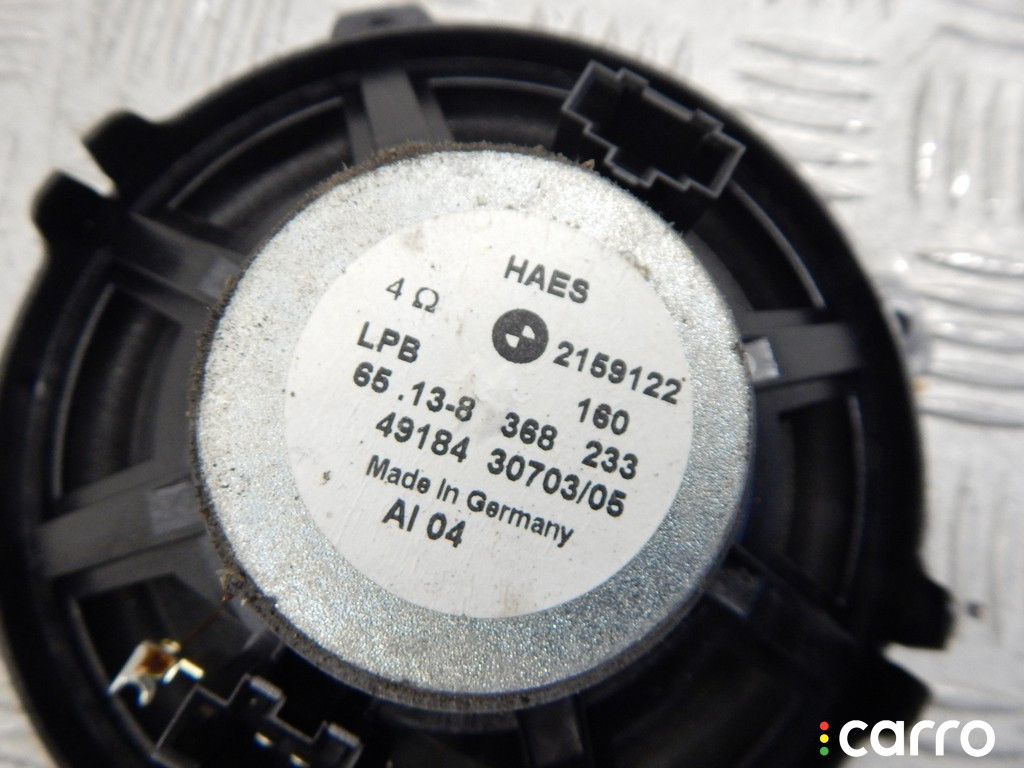 HAES
4 Ω
2159122
LPB 160
65.13-8 368 233
49184 30703/05
Made in Germany
AI 04
carro